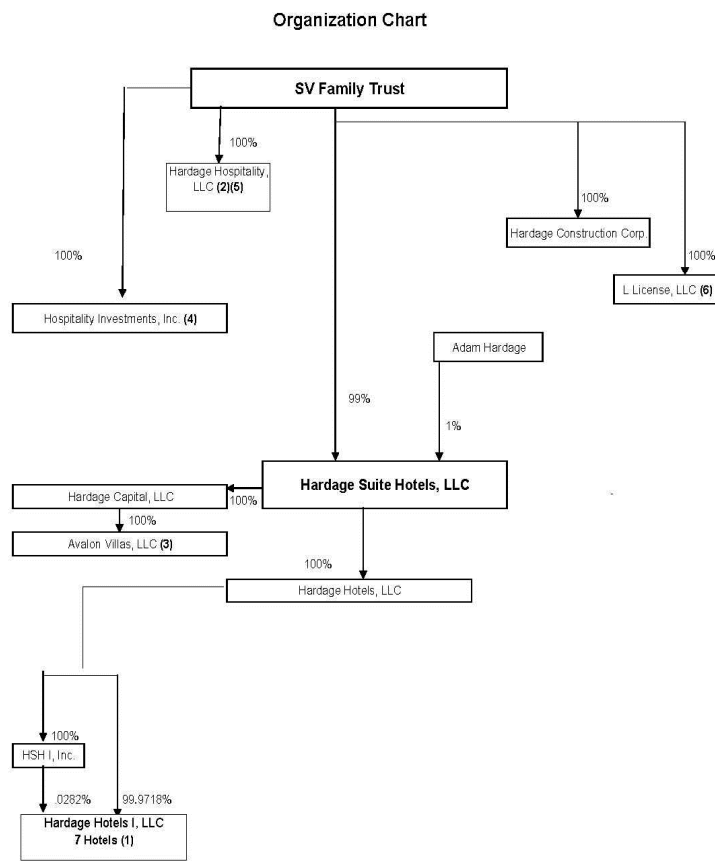 Organization Chart
SV Family Trust
100%
Hardage Hospitality,
LLC (2)(5)
100%
Hardage Construction Corp.
100%
100%
L License, LLC (6)
Hospitality Investments, Inc. (4)
Adam Hardage
99%
1%
Hardage Suite Hotels, LLC
Hardage Capital, LLC
100%
100%
Avalon Villas, LLC (3)
100%
Hardage Hotels, LLC
100%
HSH I, Inc.
.0282%
99.9718%
Hardage Hotels I, LLC
7 Hotels (1)